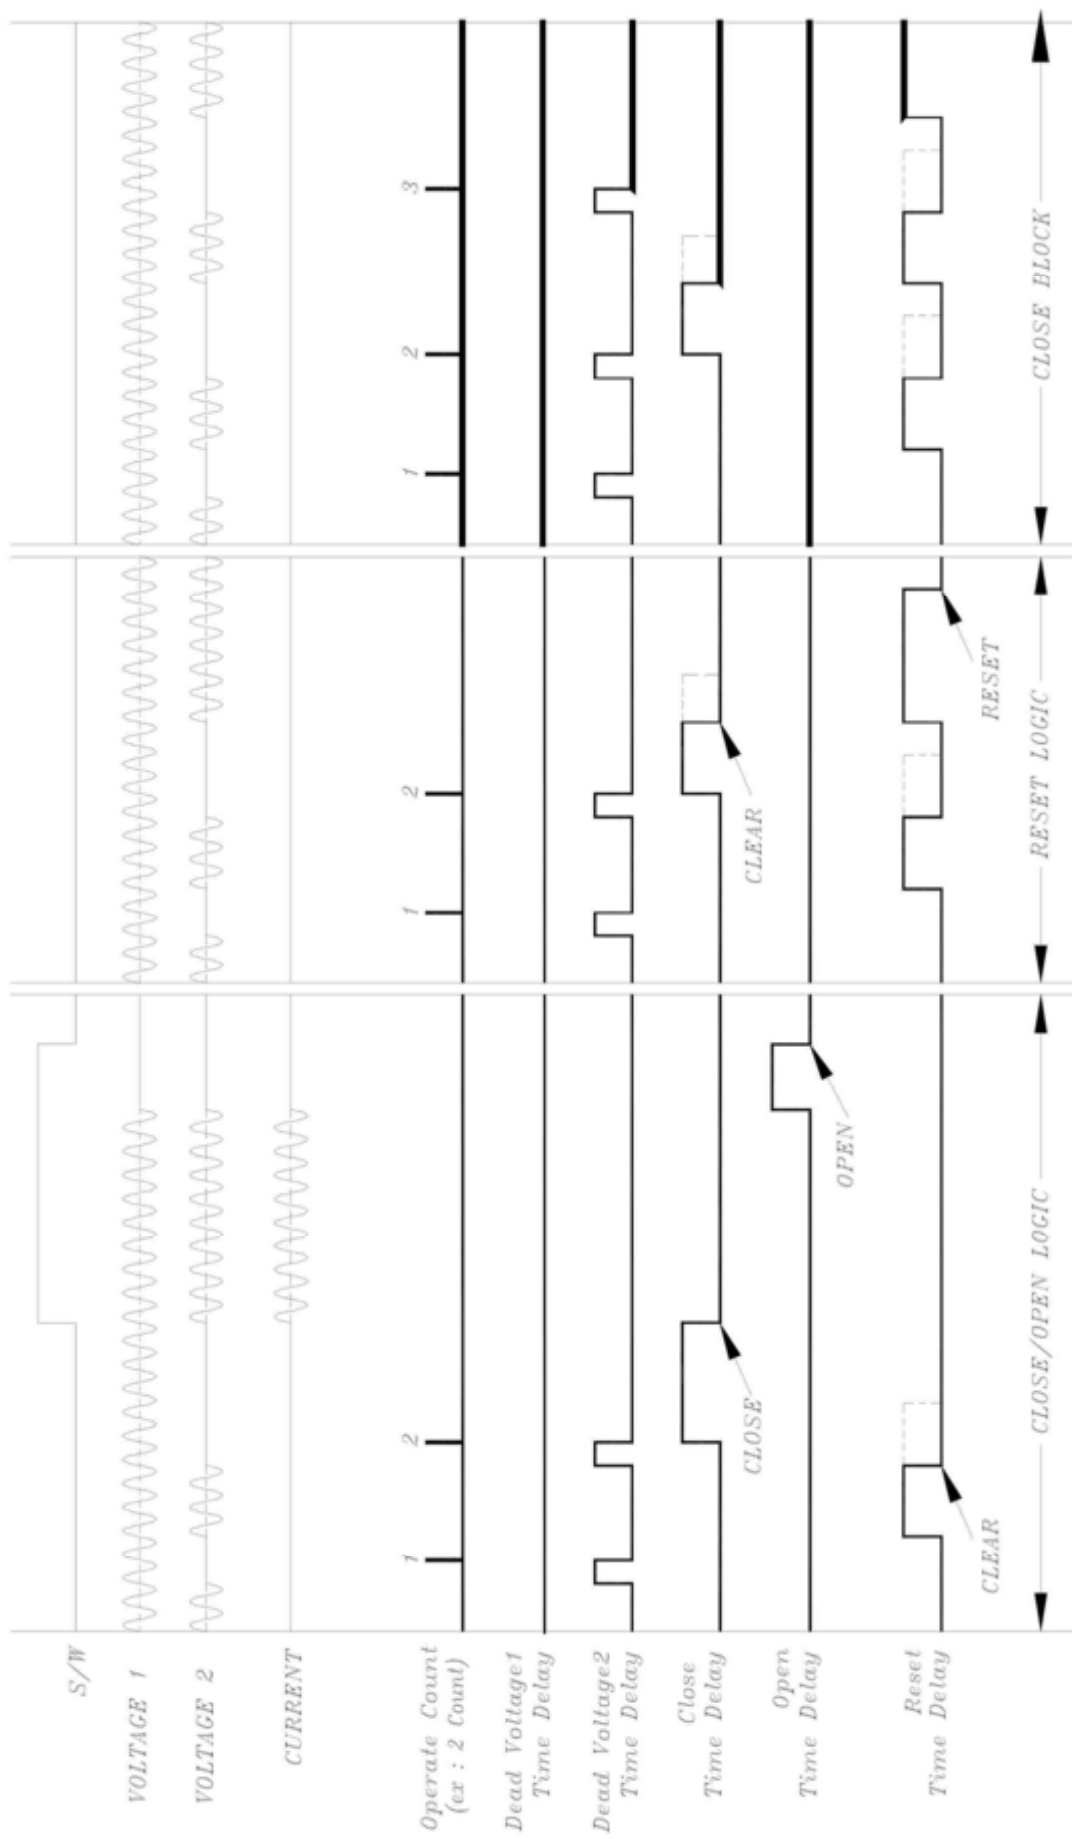 S/W
VOLTAGE 1
VOLTAGE 2
CURRENT
Operate Count
(ex : 2 Count)
1
2
1
2
1
2
3
Dead Voltage1
Time Delay
Dead Voltage2
Time Delay
Close
Time Delay
CLOSE
CLEAR
Open
Time Delay
OPEN
Reset
Time Delay
CLEAR
RESET
CLOSE/OPEN LOGIC
RESET LOGIC
CLOSE BLOCK